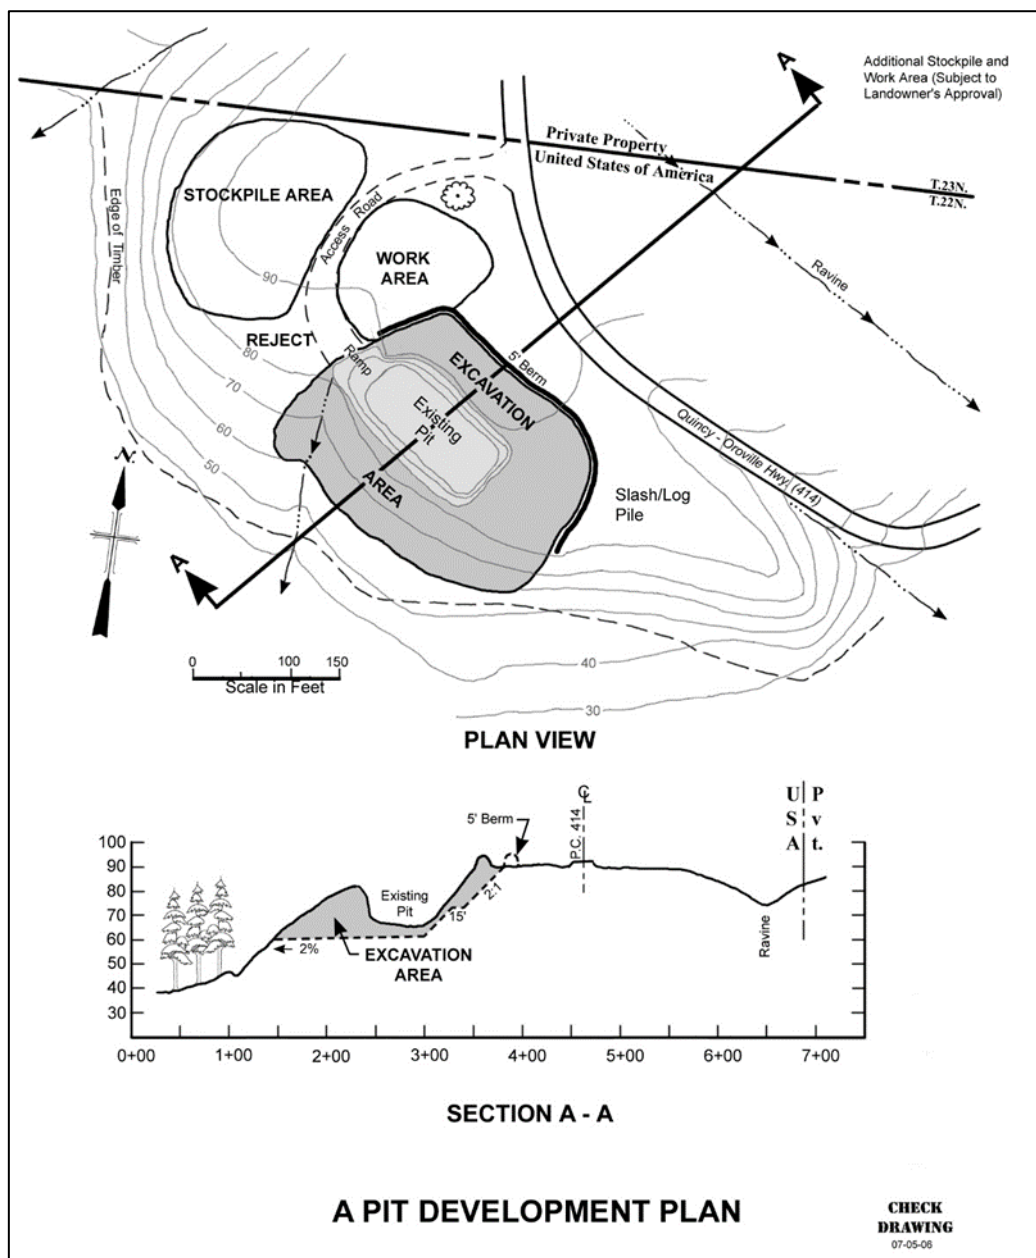 A
Additional Stockpile and
Work Area (Subject to
Landowner's Approval)
Private Property
United States of America
T.23N.
T.22N.
STOCKPILE AREA
Edge of Timber
Access Road
WORK
AREA
Ravine
90
REJECT
80
Ramp
5' Berm
EXCAVATION
70
Existing
Pit
60
Quincy - Oroville Hwy. (414)
50
AREA
Slash/Log
Pile
N
A
40
30
0 100 150
Scale in Feet
PLAN VIEW
5' Berm
P.C. 414
CL
U P
S v
A t.
100
90
80
70
60
50
40
30
Existing
Pit
15'
2:1
2%
EXCAVATION
AREA
Ravine
0+00 1+00 2+00 3+00 4+00 5+00 6+00 7+00
SECTION A - A
A PIT DEVELOPMENT PLAN
CHECK
DRAWING
07-05-06